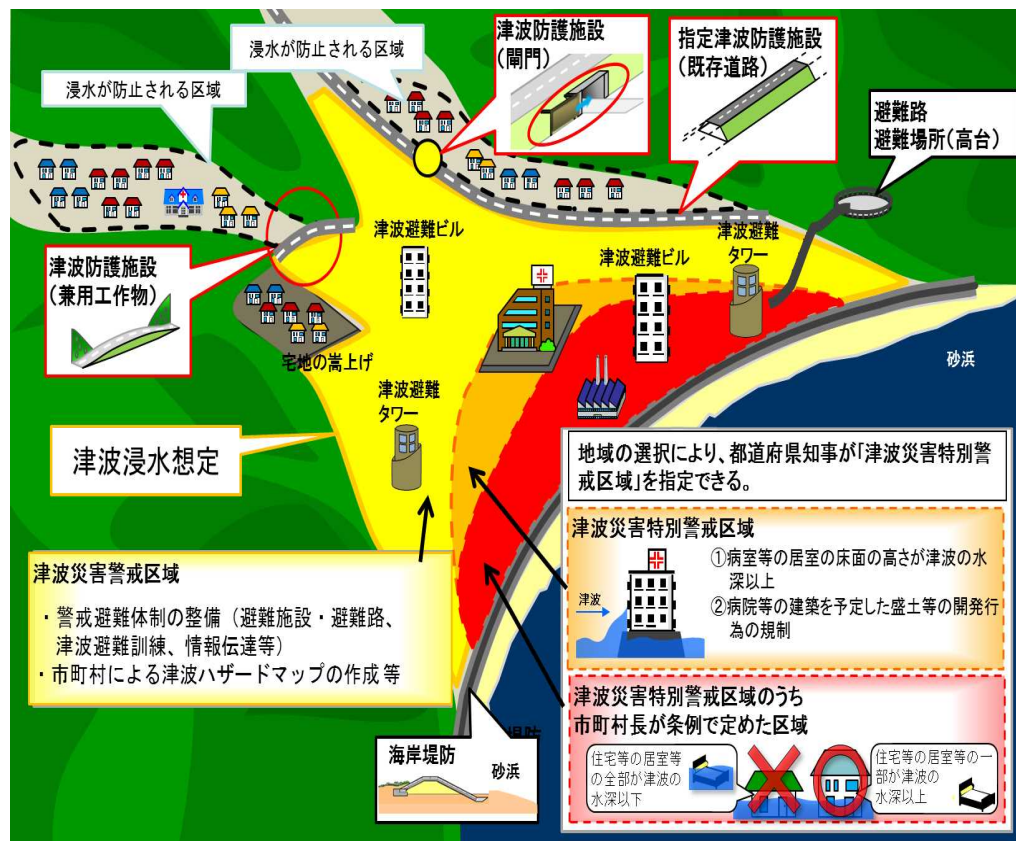 浸水が防止される区域
浸水が防止される区域
津波防護施設
(閘門)
指定津波防護施設
(既存道路)
避難路
避難場所(高台)
津波防護施設
(兼用工作物)
津波避難ビル
津波避難ビル
津波避難
タワー
宅地の嵩上げ
津波避難
タワー
砂浜
津波浸水想定
地域の選択により、都道府県知事が「津波災害特別警
戒区域」を指定できる。
津波災害警戒区域
・警戒避難体制の整備(避難施設・避難路、
津波避難訓練、情報伝達等)
・市町村による津波ハザードマップの作成等
津波災害特別警戒区域
津波
①病室等の居室の床面の高さが津波の水
深以上
②病院等の建築を予定した盛土等の開発行
為の規制
津波災害特別警戒区域のうち
市町村長が条例で定めた区域
住宅等の居室等
の全部が津波の
水深以下
住宅等の居室等の一
部が津波の
水深以上
海岸堤防
砂浜